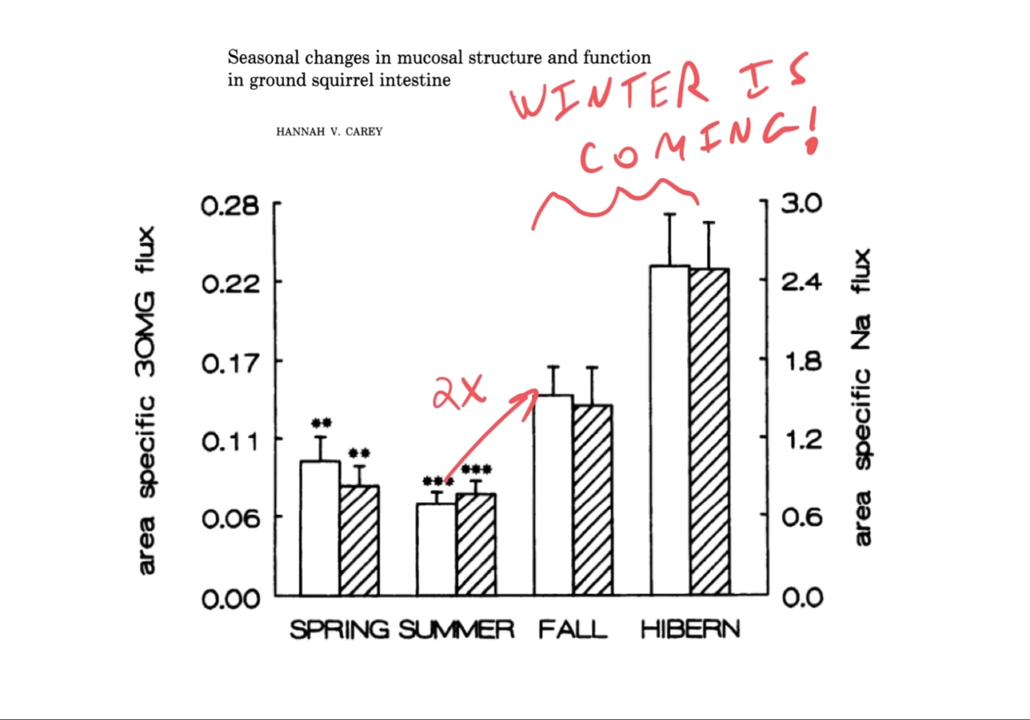 Seasonal changes in mucosal structure and function
in ground squirrel intestine
HANNAH V. CAREY
WINTER IS
COMING!
area specific 3OMG flux
0.28
0.22
0.17
0.11
0.06
0.00
3.0
2.4
1.8
1.2
0.6
0.0
area specific Na flux
2X
**
**
***
***
SPRING SUMMER FALL HIBERN